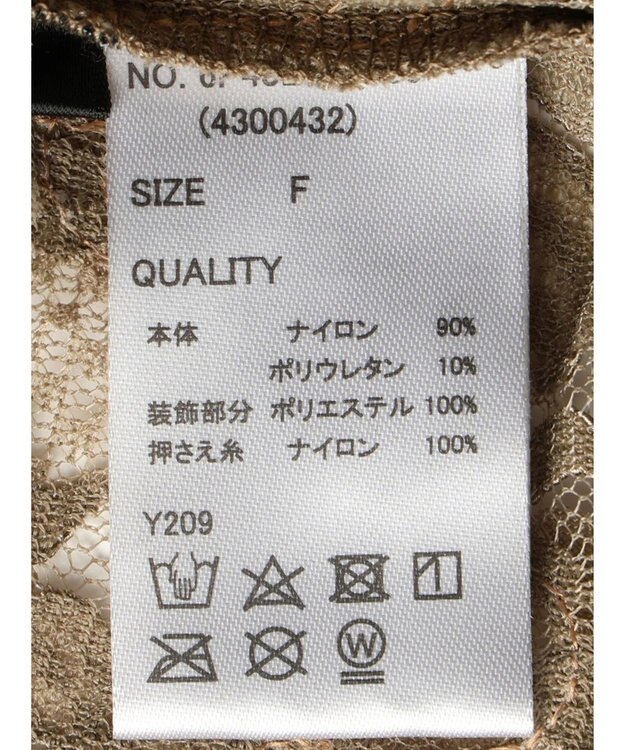 NO.
(4300432)
SIZE F
QUALITY
本体 ナイロン 90%
ポリウレタン 10%
装飾部分 ポリエステル 100%
押さえ糸 ナイロン 100%
Y209
W